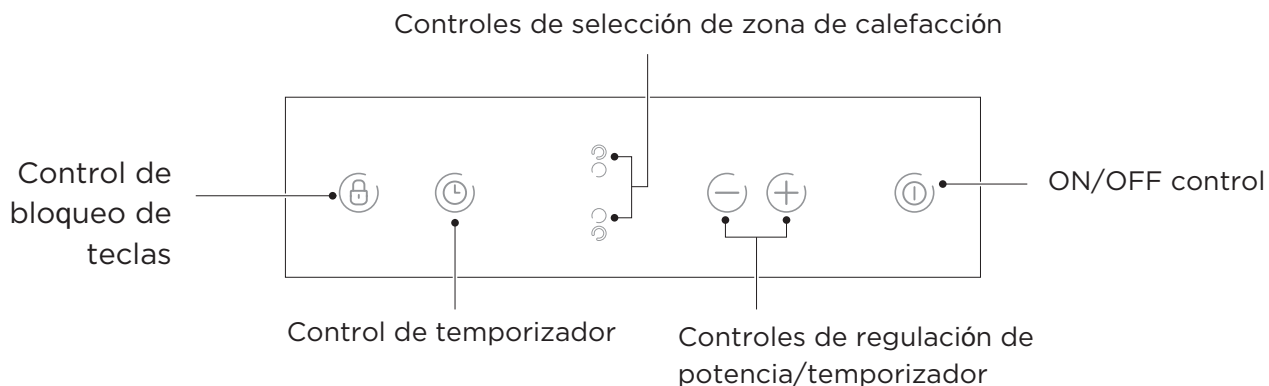 Controles de selección de zona de calefacción
Control de
bloqueo de
teclas
ON/OFF control
Control de temporizador
Controles de regulación de
potencia/temporizador